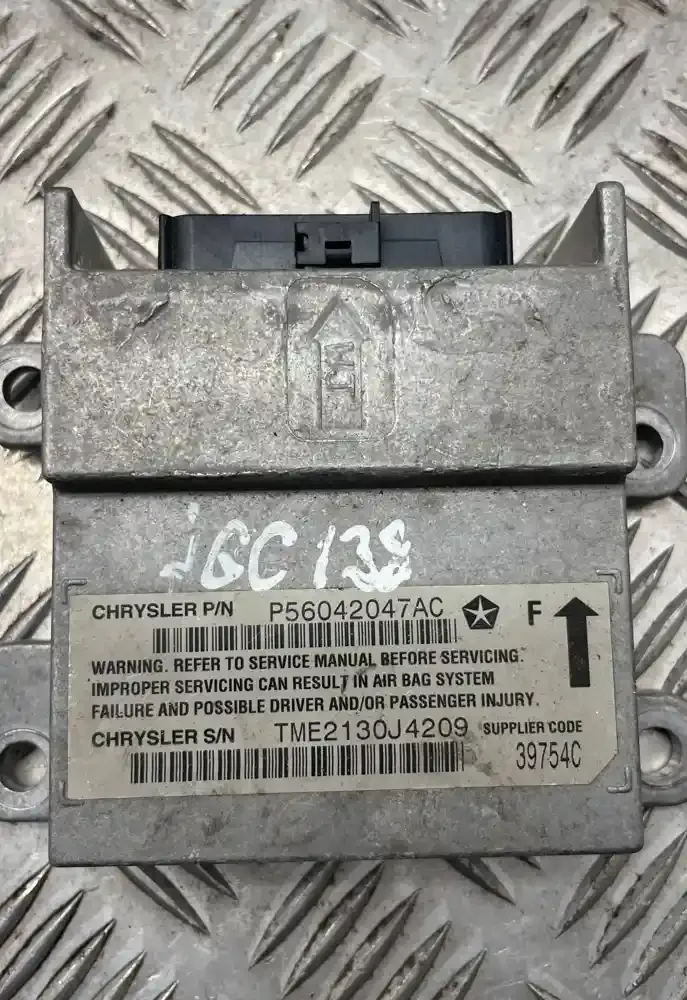 WJ
JGC 138
CHRYSLER P/N P56042047AC F
WARNING. REFER TO SERVICE MANUAL BEFORE SERVICING.
IMPROPER SERVICING CAN RESULT IN AIR BAG SYSTEM
FAILURE AND POSSIBLE DRIVER AND/OR PASSENGER INJURY.
CHRYSLER S/N TME2130J4209 SUPPLIER CODE
39754C